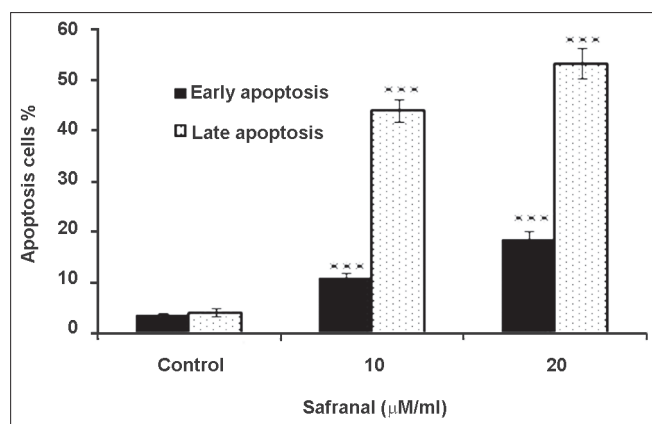 60
50
40
30
20
10
0
Apoptosis cells %
Early apoptosis
Late apoptosis
***
***
***
***
Control
10
20
Safranal (µM/ml)